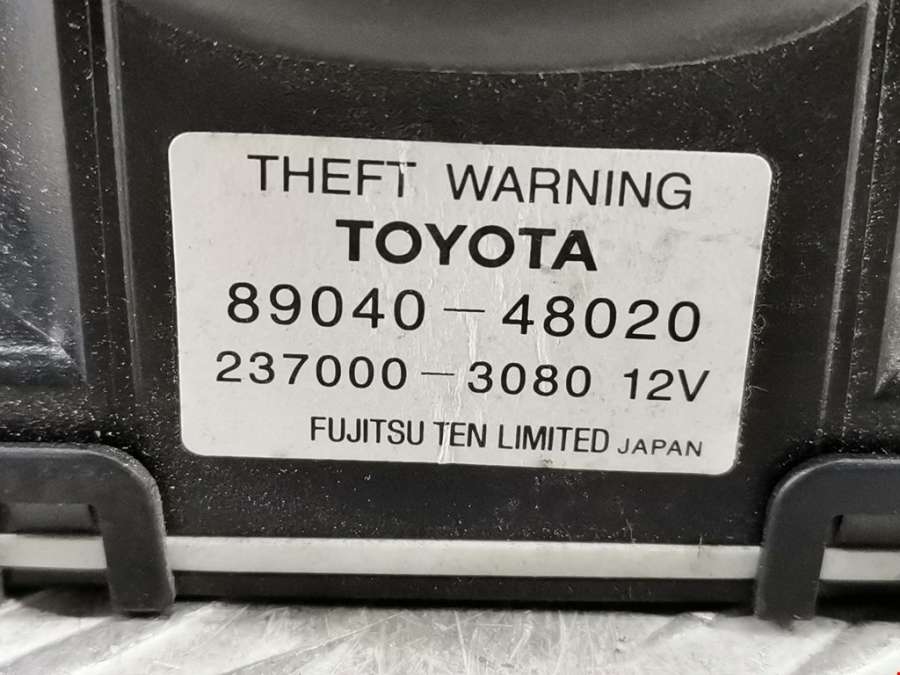 THEFT WARNING
TOYOTA
89040-48020
237000-3080 12V
FUJITSU TEN LIMITED JAPAN